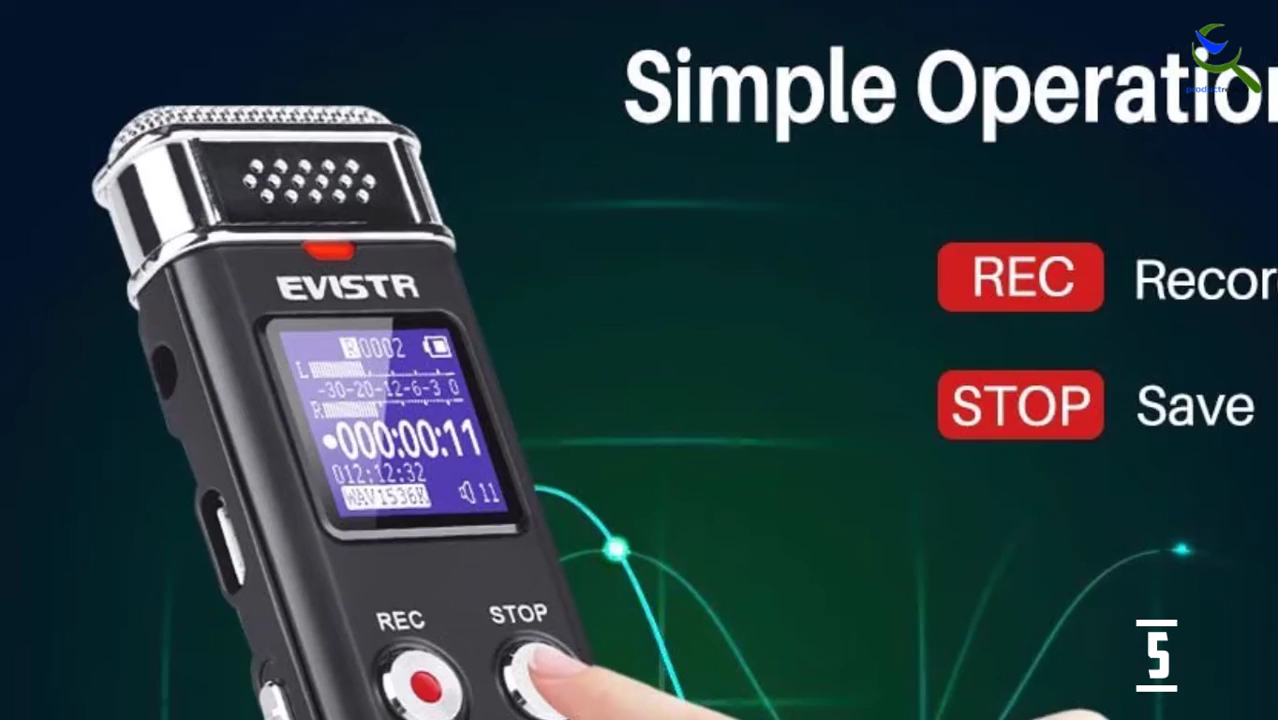 Simple Operation
EVISTR
REC Recor
STOP Save
0002
L
-30-20-12-6-3 0
R
000:00:11
012:12:32
WAV1536K 11
REC STOP
5